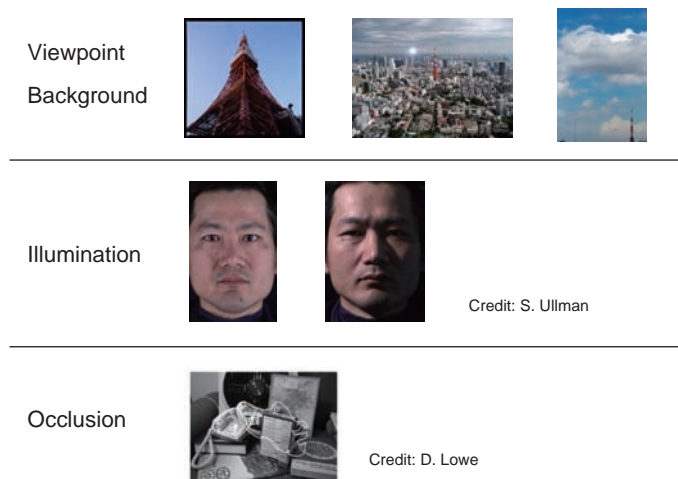 Viewpoint
Background
Illumination
Credit: S. Ullman
Occlusion
Credit: D. Lowe